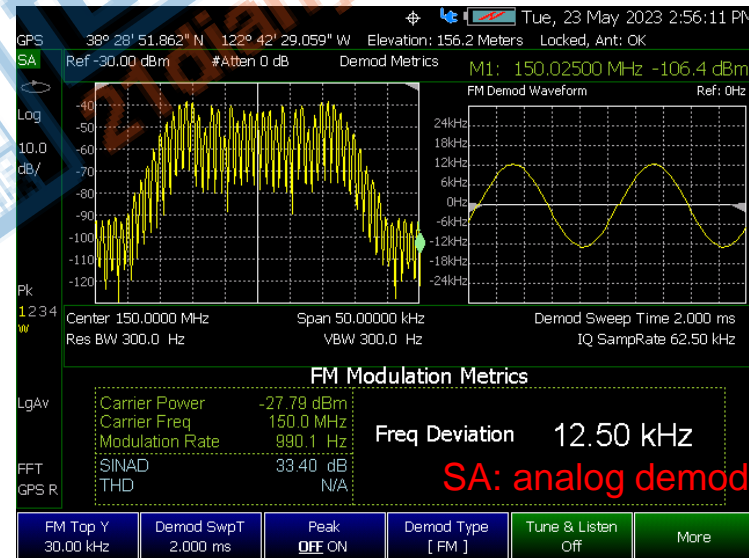 Tue, 23 May 2023 2:56:11 PM
GPS 38° 28' 51.862" N 122° 42' 29.059" W Elevation: 156.2 Meters Locked, Ant: OK
SA Ref -30.00 dBm #Atten 0 dB Demod Metrics M1: 150.02500 MHz -106.4 dBm
FM Demod Waveform Ref: 0Hz
Log
10.0
dB/
-40
-50
-60
-70
-80
-90
-100
-110
-120
24kHz
18kHz
12kHz
6kHz
0Hz
-6kHz
-12kHz
-18kHz
-24kHz
Pk
1234
W
Center 150.0000 MHz Span 50.00000 kHz Demod Sweep Time 2.000 ms
Res BW 300.0 Hz VBW 300.0 Hz IQ SampRate 62.50 kHz
FM Modulation Metrics
LgAv
Carrier Power -27.79 dBm
Carrier Freq 150.0 MHz
Modulation Rate 990.1 Hz
Freq Deviation 12.50 kHz
FFT
GPS R
SINAD 33.40 dB
THD N/A
SA: analog demod
FM Top Y
30.00 kHz
Demod SwpT
2.000 ms
Peak
OFF ON
Demod Type
[ FM ]
Tune & Listen
Off
More